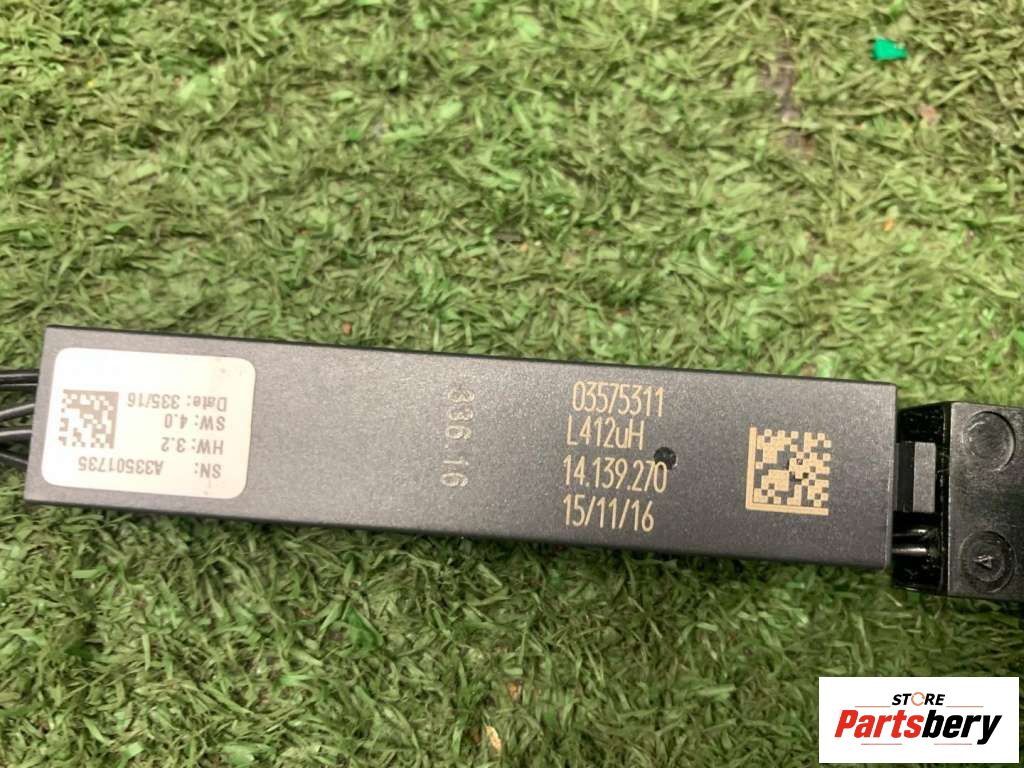 SN:
A33501735
HW: 3.2
SW: 4.0
Date: 335/16
336.16
03575311
L412uH
14.139.270
15/11/16
A
STORE
Partsbery